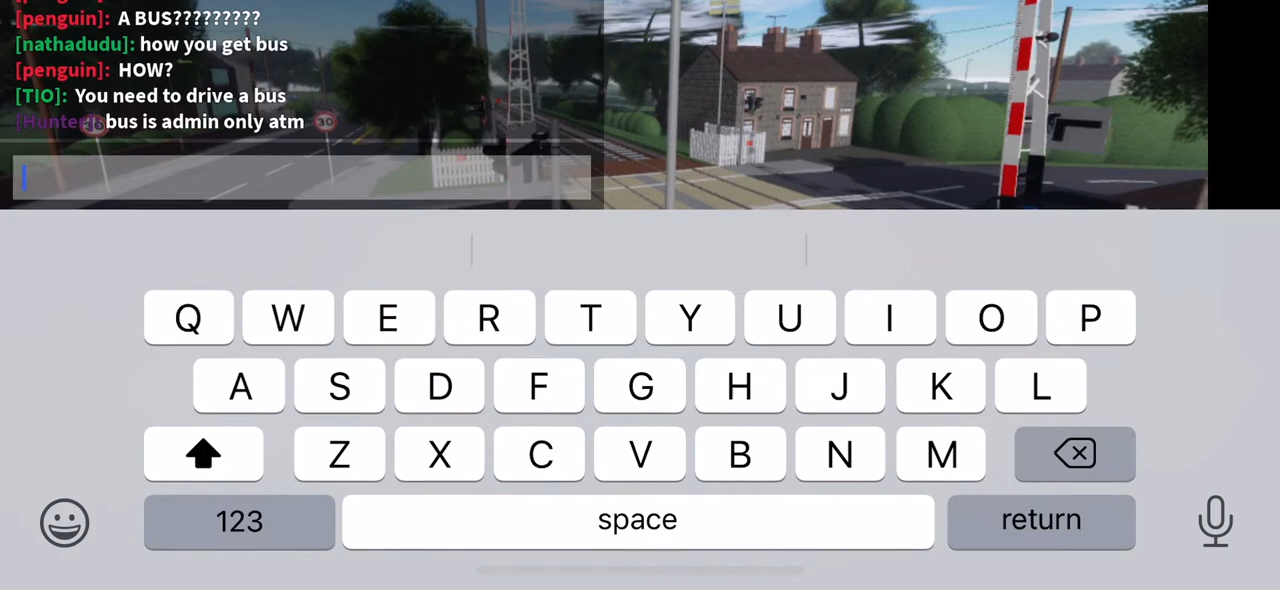 [penguin]: A BUS?????????
[nathadudu]: how you get bus
[penguin]: HOW?
[TIO]: You need to drive a bus
[Hunter]: bus is admin only atm
30
Q W E R T Y U I O P
A S D F G H J K L
Z X C V B N M
123 space return